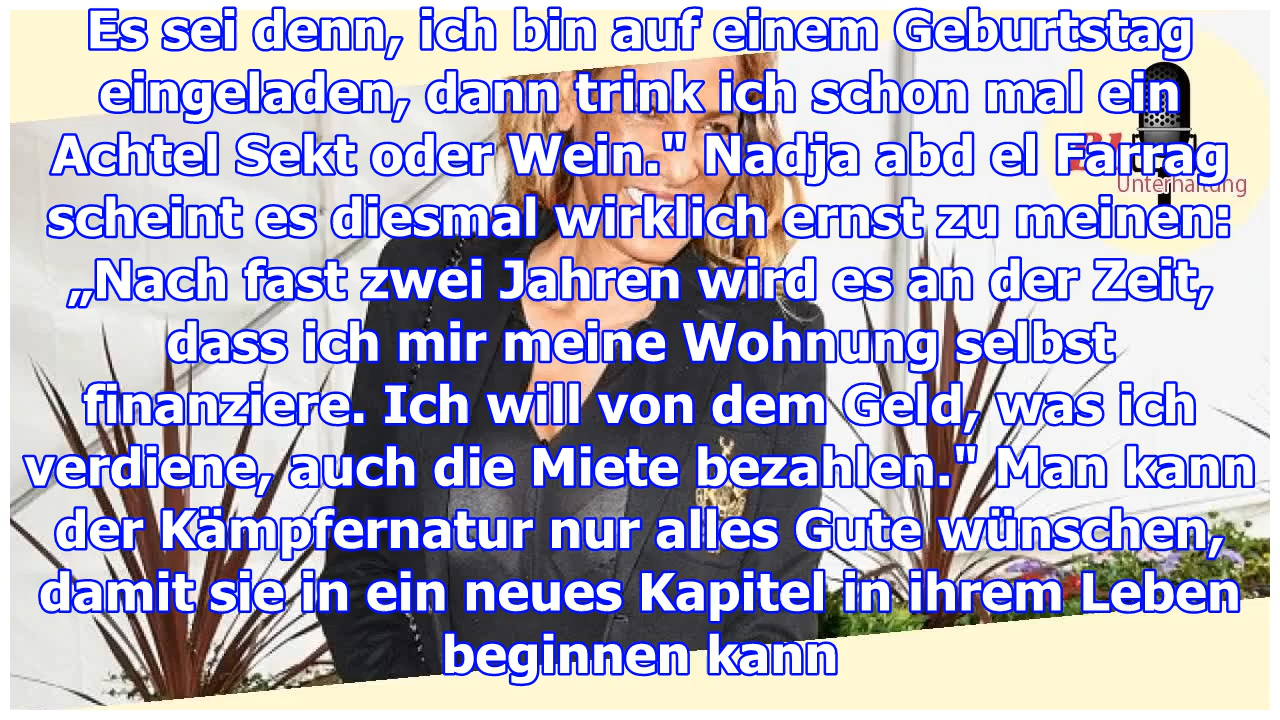 Es sei denn, ich bin auf einem Geburtstag
eingeladen, dann trink ich schon mal ein
Achtel Sekt oder Wein." Nadja abd el Farrag
scheint es diesmal wirklich ernst zu meinen:
„Nach fast zwei Jahren wird es an der Zeit,
dass ich mir meine Wohnung selbst
finanziere. Ich will von dem Geld, was ich
verdiene, auch die Miete bezahlen." Man kann
der Kämpfernatur nur alles Gute wünschen,
damit sie in ein neues Kapitel in ihrem Leben
beginnen kann
Unterhaltung